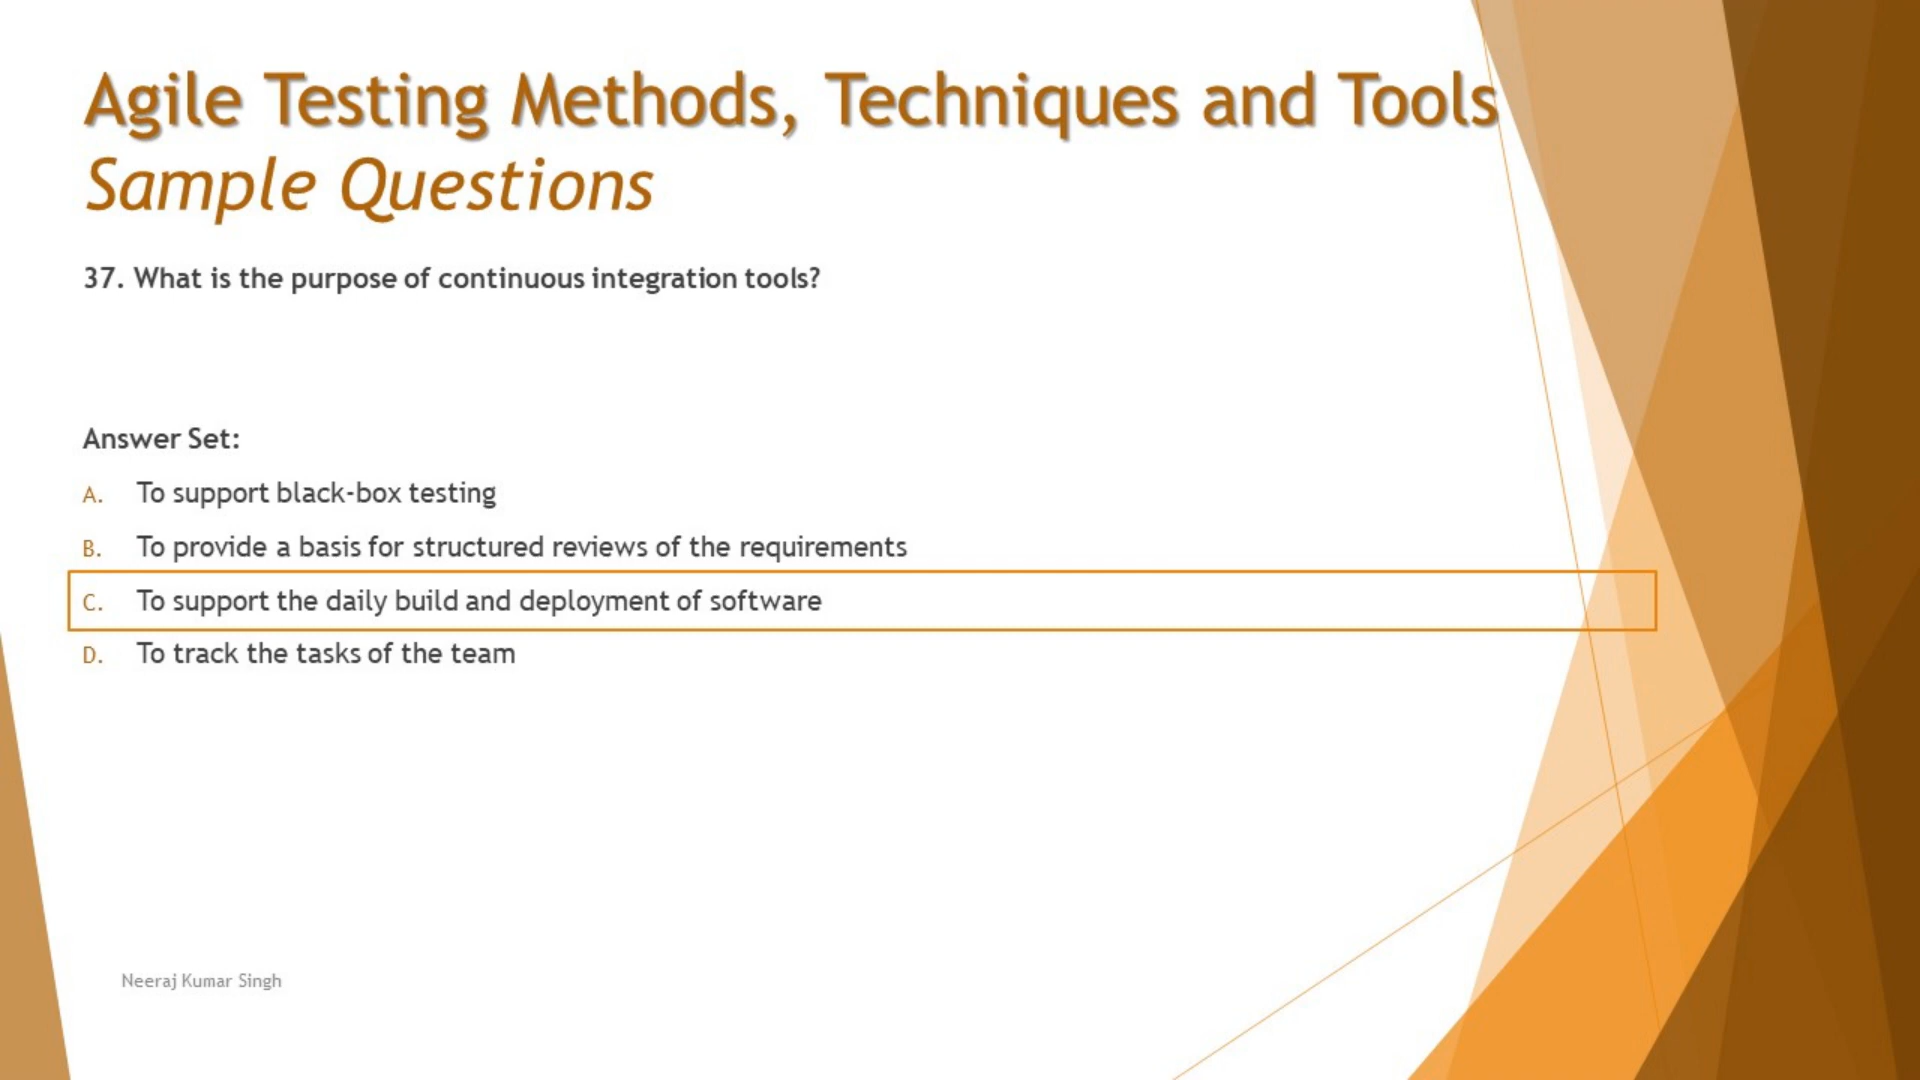 Agile Testing Methods, Techniques and Tools
Sample Questions
37. What is the purpose of continuous integration tools?
Answer Set:
A. To support black-box testing
B. To provide a basis for structured reviews of the requirements
C. To support the daily build and deployment of software
D. To track the tasks of the team
Neeraj Kumar Singh